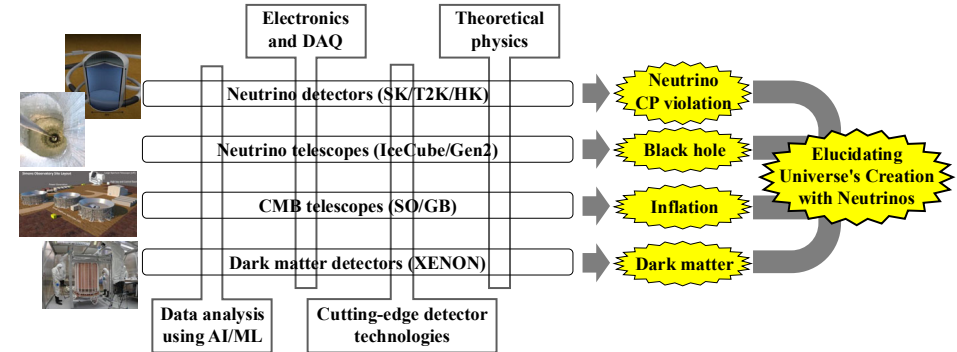 Electronics
and DAQ
Theoretical
physics
Neutrino detectors (SK/T2K/HK)
Neutrino
CP violation
Neutrino telescopes (IceCube/Gen2)
Black hole
Elucidating
Universe's Creation
with Neutrinos
CMB telescopes (SO/GB)
Inflation
Dark matter detectors (XENON)
Dark matter
Data analysis
using AI/ML
Cutting-edge detector
technologies